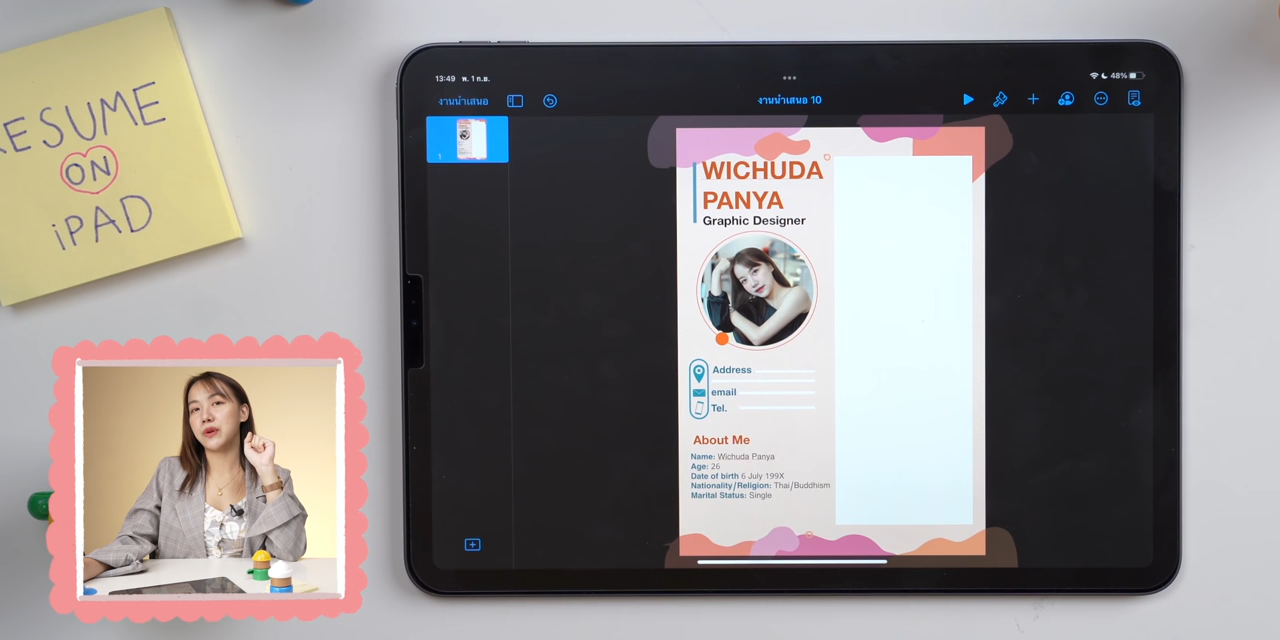 RESUME
ON
iPAD
13:49 พ. 1 ก.ย.
48%
งานนำเสนอ
งานนำเสนอ 10
1
WICHUDA
PANYA
Graphic Designer
Address
email
Tel.
About Me
Name: Wichuda Panya
Age: 26
Date of birth 6 July 199X
Nationality/Religion: Thai/Buddhism
Marital Status: Single